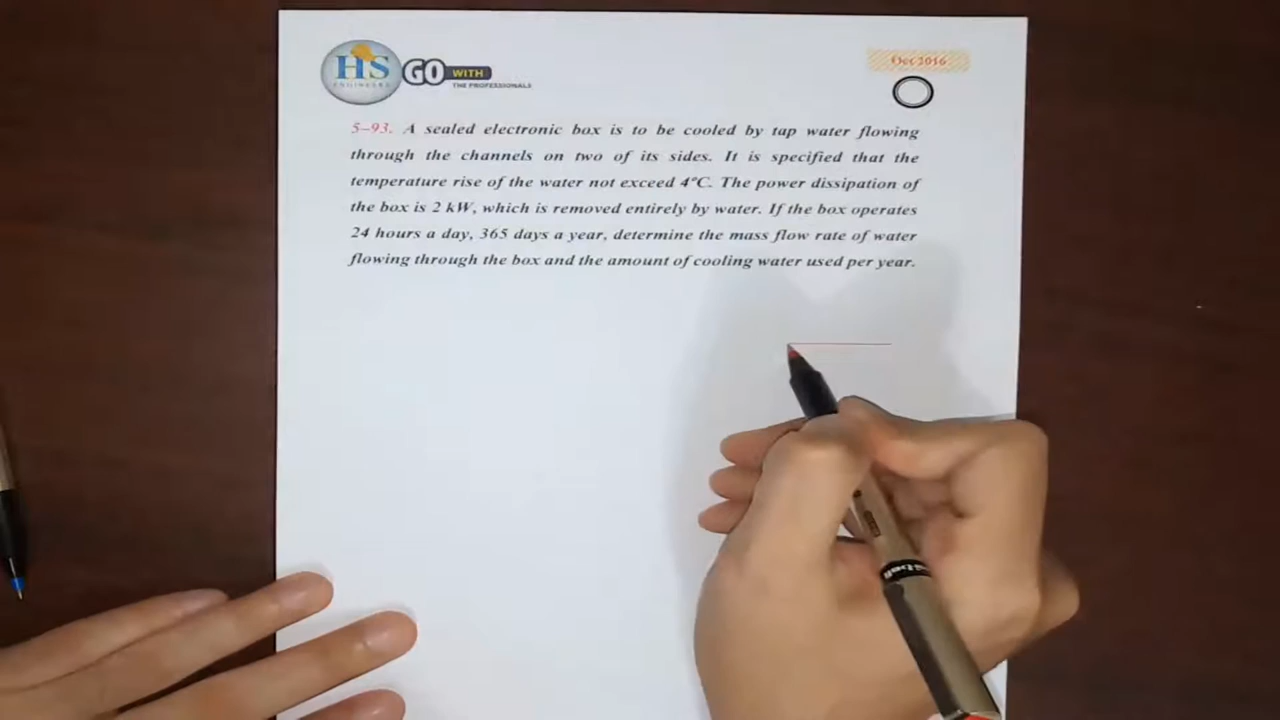 HS
ENGINEERS
GO WITH
THE PROFESSIONALS
Oct 2016
5–93. A sealed electronic box is to be cooled by tap water flowing
through the channels on two of its sides. It is specified that the
temperature rise of the water not exceed 4°C. The power dissipation of
the box is 2 kW, which is removed entirely by water. If the box operates
24 hours a day, 365 days a year, determine the mass flow rate of water
flowing through the box and the amount of cooling water used per year.